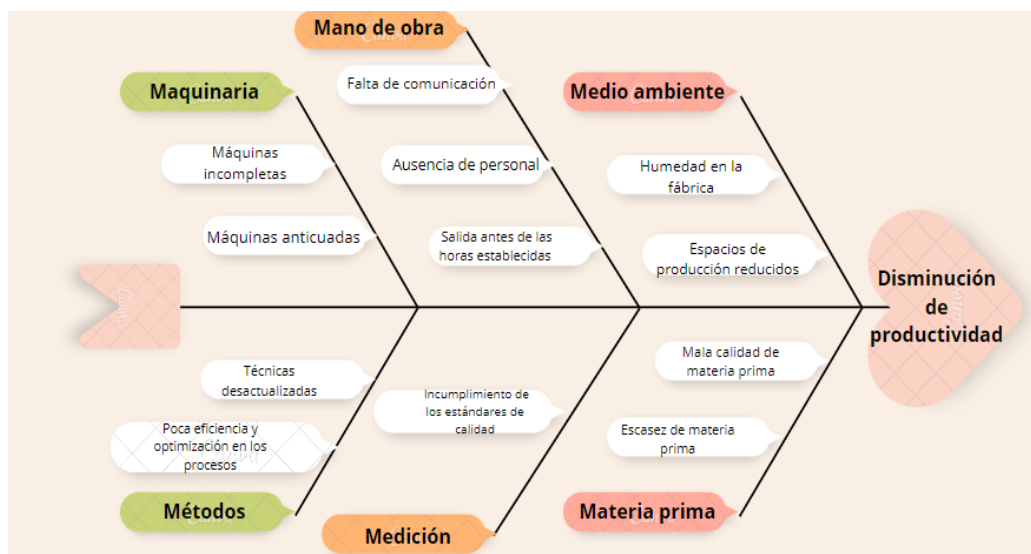 Mano de obra
Falta de comunicación
Ausencia de personal
Salida antes de las
horas establecidas
Maquinaria
Máquinas
incompletas
Máquinas anticuadas
Medio ambiente
Humedad en la
fábrica
Espacios de
producción reducidos
Disminución
de
productividad
Técnicas
desactualizadas
Poca eficiencia y
optimización en los
procesos
Métodos
Incumplimiento de
los estándares de
calidad
Medición
Mala calidad de
materia prima
Escasez de materia
prima
Materia prima